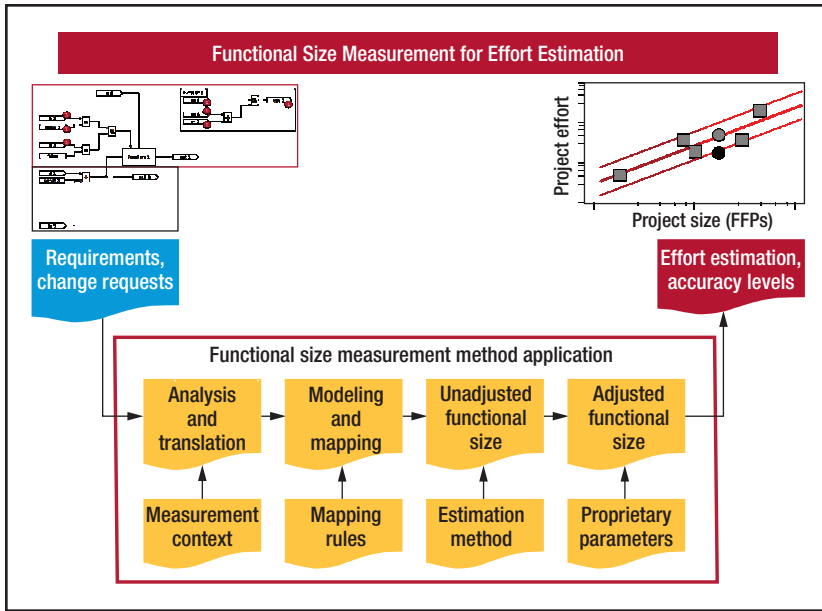 Functional Size Measurement for Effort Estimation
Project effort
Project size (FFPs)
Requirements,
change requests
Effort estimation,
accuracy levels
Functional size measurement method application
Analysis
and
translation
Modeling
and
mapping
Unadjusted
functional
size
Adjusted
functional
size
Measurement
context
Mapping
rules
Estimation
method
Proprietary
parameters